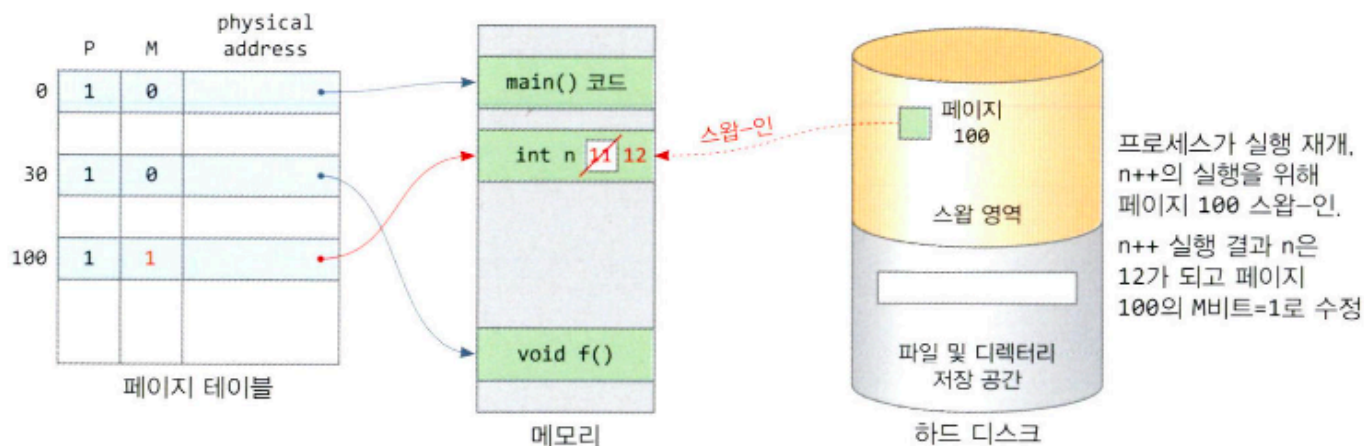 physical
P M address
0 1 0
30 1 0
100 1 1
페이지 테이블
main() 코드
int n 11 12
void f()
메모리
스왑-인
페이지
100
스왑 영역
파일 및 디렉터리
저장 공간
하드 디스크
프로세스가 실행 재개,
n++의 실행을 위해
페이지 100 스왑-인.
n++ 실행 결과 n은
12가 되고 페이지
100의 M비트=1로 수정